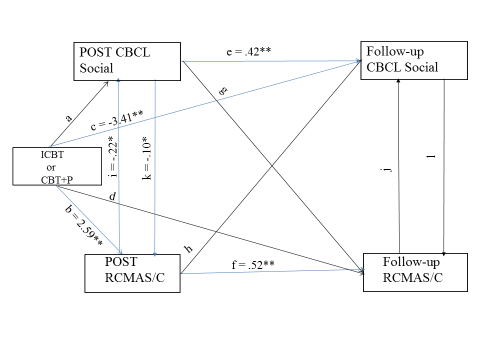 POST CBCL
Social
e = .42**
Follow-up
CBCL Social
a
c = -3.41**
g
i = -.22*
k = -.10*
j
l
ICBT
or
CBT+P
d
b = 2.59**
h
POST
RCMAS/C
f = .52**
Follow-up
RCMAS/C